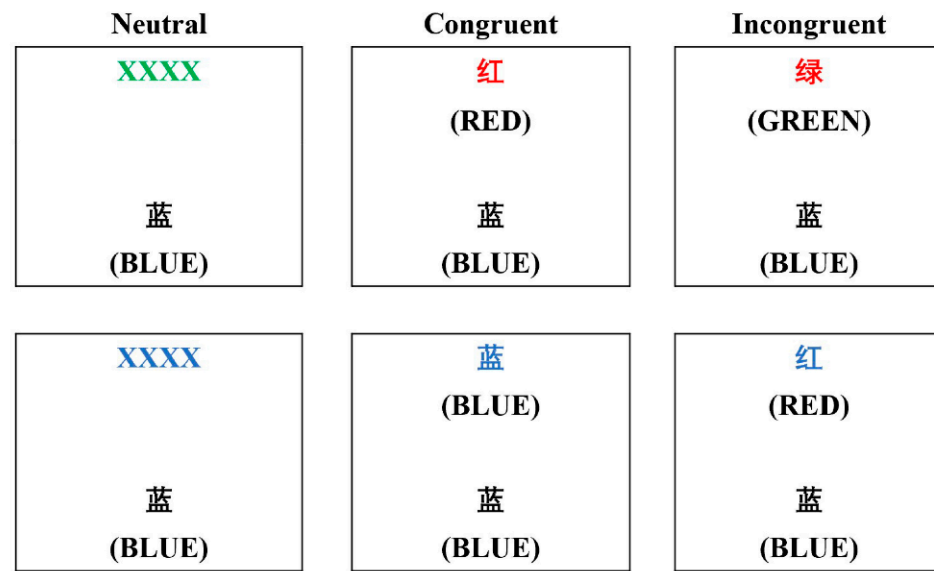 Neutral Congruent Incongruent
XXXX 红 绿
(RED) (GREEN)
蓝 蓝 蓝
(BLUE) (BLUE) (BLUE)
XXXX 蓝 红
(BLUE) (RED)
蓝 蓝 蓝
(BLUE) (BLUE) (BLUE)